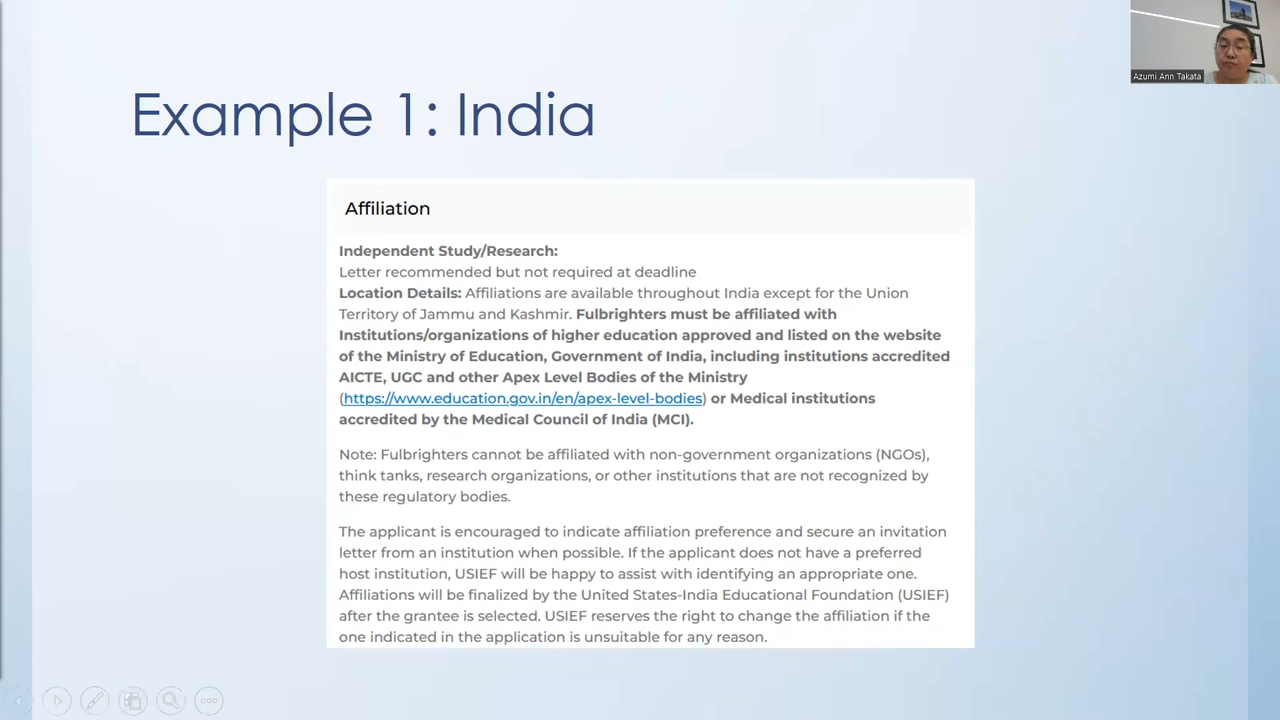 Azumi Ann Takata
Example 1: India
Affiliation
Independent Study/Research:
Letter recommended but not required at deadline
Location Details: Affiliations are available throughout India except for the Union
Territory of Jammu and Kashmir. Fulbrighters must be affiliated with
Institutions/organizations of higher education approved and listed on the website
of the Ministry of Education, Government of India, including institutions accredited
AICTE, UGC and other Apex Level Bodies of the Ministry
(https://www.education.gov.in/en/apex-level-bodies) or Medical institutions
accredited by the Medical Council of India (MCI).
Note: Fulbrighters cannot be affiliated with non-government organizations (NGOs),
think tanks, research organizations, or other institutions that are not recognized by
these regulatory bodies.
The applicant is encouraged to indicate affiliation preference and secure an invitation
letter from an institution when possible. If the applicant does not have a preferred
host institution, USIEF will be happy to assist with identifying an appropriate one.
Affiliations will be finalized by the United States-India Educational Foundation (USIEF)
after the grantee is selected. USIEF reserves the right to change the affiliation if the
one indicated in the application is unsuitable for any reason.